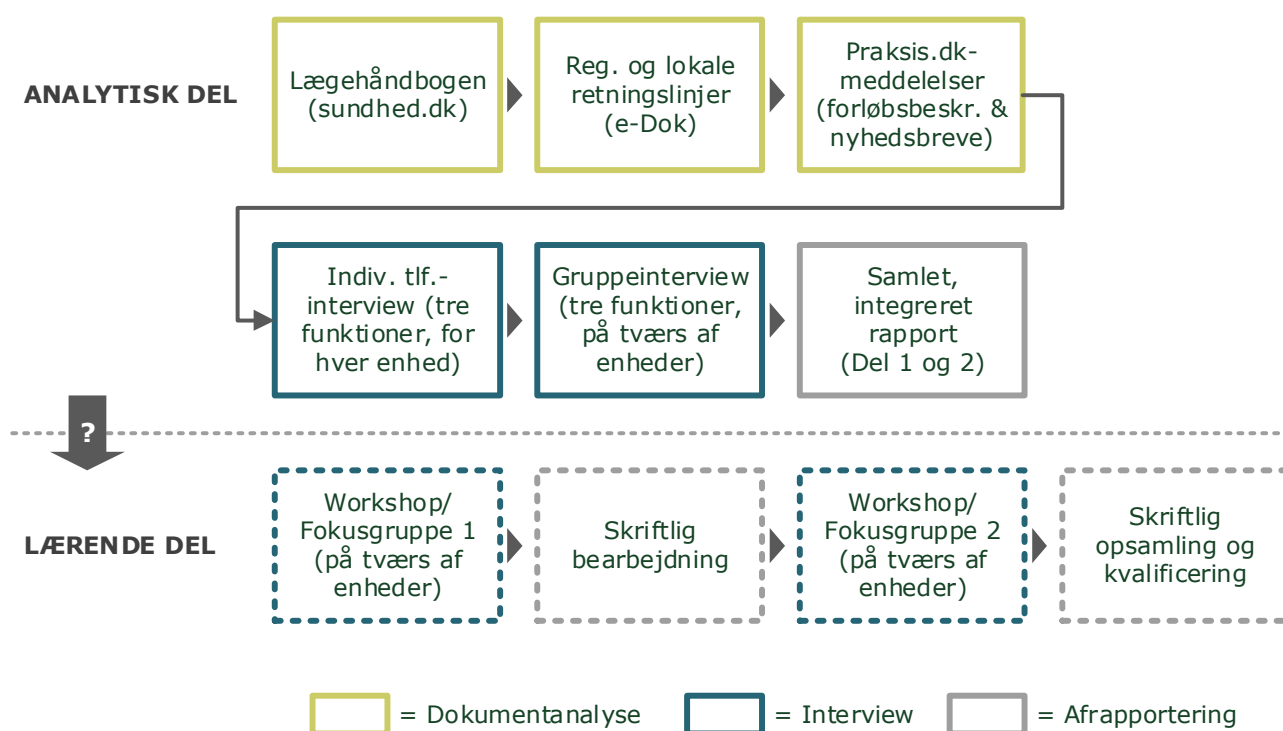 ANALYTISK DEL
Lægehåndbogen
(sundhed.dk)
Reg. og lokale
retningslinjer
(e-Dok)
Praksis.dk-
meddelelser
(forløbsbeskr. &
nyhedsbreve)
Indiv. tlf.-
interview (tre
funktioner, for
hver enhed)
Gruppeinterview
(tre funktioner,
på tværs af
enheder)
Samlet,
integreret
rapport
(Del 1 og 2)
?
LÆRENDE DEL
Workshop/
Fokusgruppe 1
(på tværs af
enheder)
Skriftlig
bearbejdning
Workshop/
Fokusgruppe 2
(på tværs af
enheder)
Skriftlig
opsamling og
kvalificering
= Dokumentanalyse
= Interview
= Afrapportering